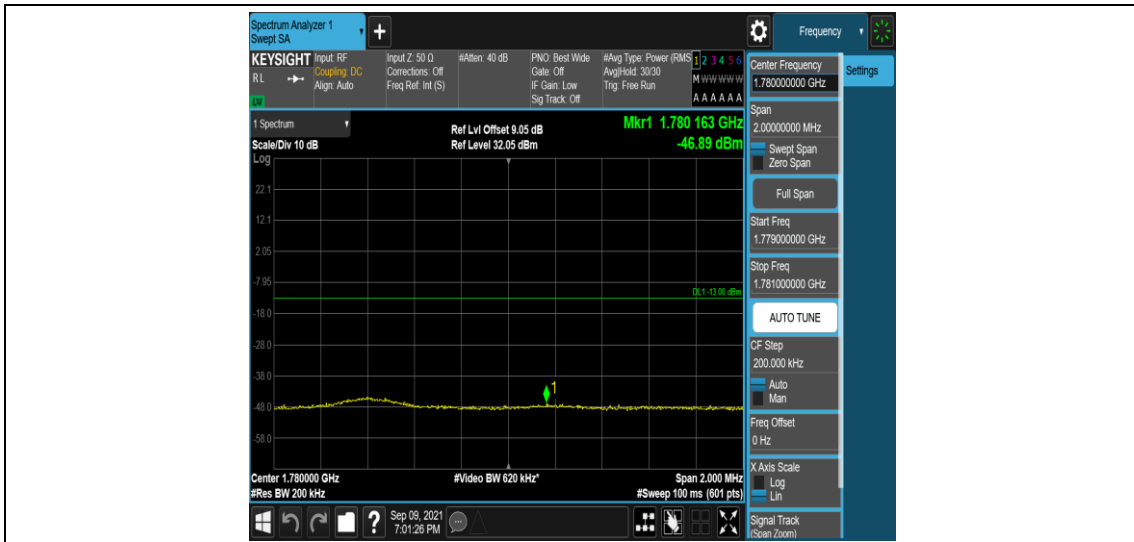 Spectrum Analyzer 1
Swept SA
Frequency
KEYSIGHT
RL
LXI
Input: RF
Coupling: DC
Align: Auto
Input Z: 50 Ω
Corrections: Off
Freq Ref: Int (S)
#Atten: 40 dB
PNO: Best Wide
Gate: Off
IF Gain: Low
Sig Track: Off
#Avg Type: Power (RMS
Avg|Hold: 30/30
Trig: Free Run
1 2 3 4 5 6
M W W W W W
A A A A A A
1 Spectrum
Scale/Div 10 dB
Log
Ref Lvl Offset 9.05 dB
Ref Level 32.05 dBm
Mkr1 1.780 163 GHz
-46.89 dBm
22.1
12.1
2.05
-7.95
DL1 -13.00 dBm
-18.0
-28.0
-38.0
1
-48.0
-58.0
Center 1.780000 GHz
#Res BW 200 kHz
#Video BW 620 kHz*
Span 2.000 MHz
#Sweep 100 ms (601 pts)
Sep 09, 2021
7:01:26 PM
Center Frequency
1.780000000 GHz
Settings
Span
2.00000000 MHz
Swept Span
Zero Span
Full Span
Start Freq
1.779000000 GHz
Stop Freq
1.781000000 GHz
AUTO TUNE
CF Step
200.000 kHz
Auto
Man
Freq Offset
0 Hz
X Axis Scale
Log
Lin
Signal Track
(Span Zoom)